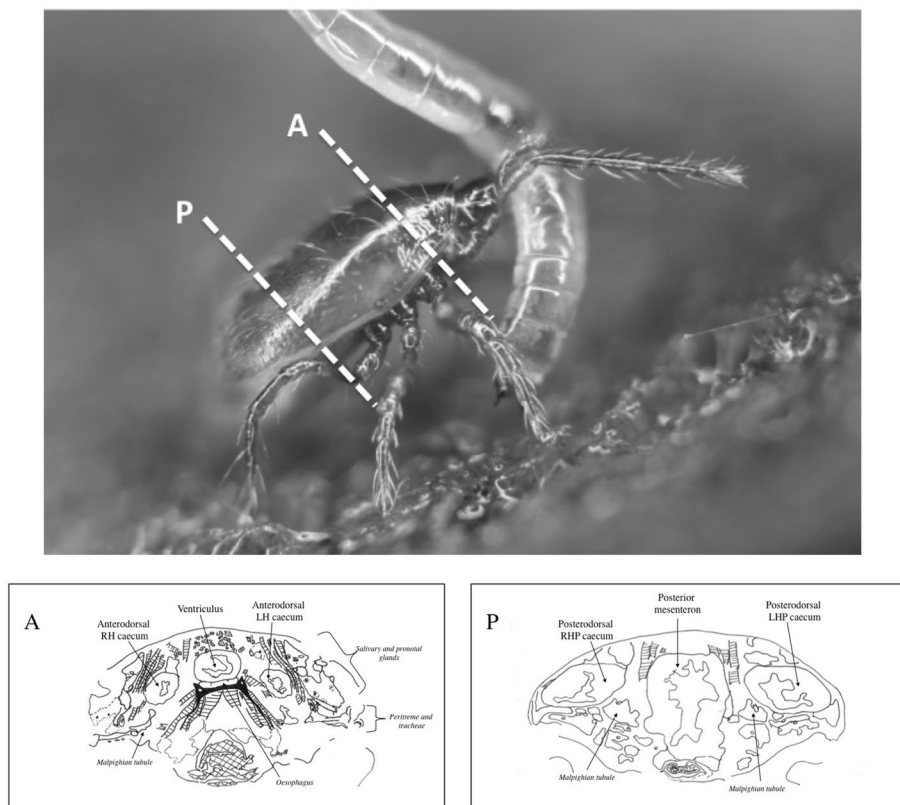 A
P
A
Anterodorsal
RH caecum
Ventriculus
Anterodorsal
LH caecum
Salivary and pronotal
glands
Peritreme and
tracheae
Malpighian tubule
Oesophagus
P
Posterodorsal
RHP caecum
Posterior
mesenteron
Posterodorsal
LHP caecum
Malpighian tubule
Malpighian tubule